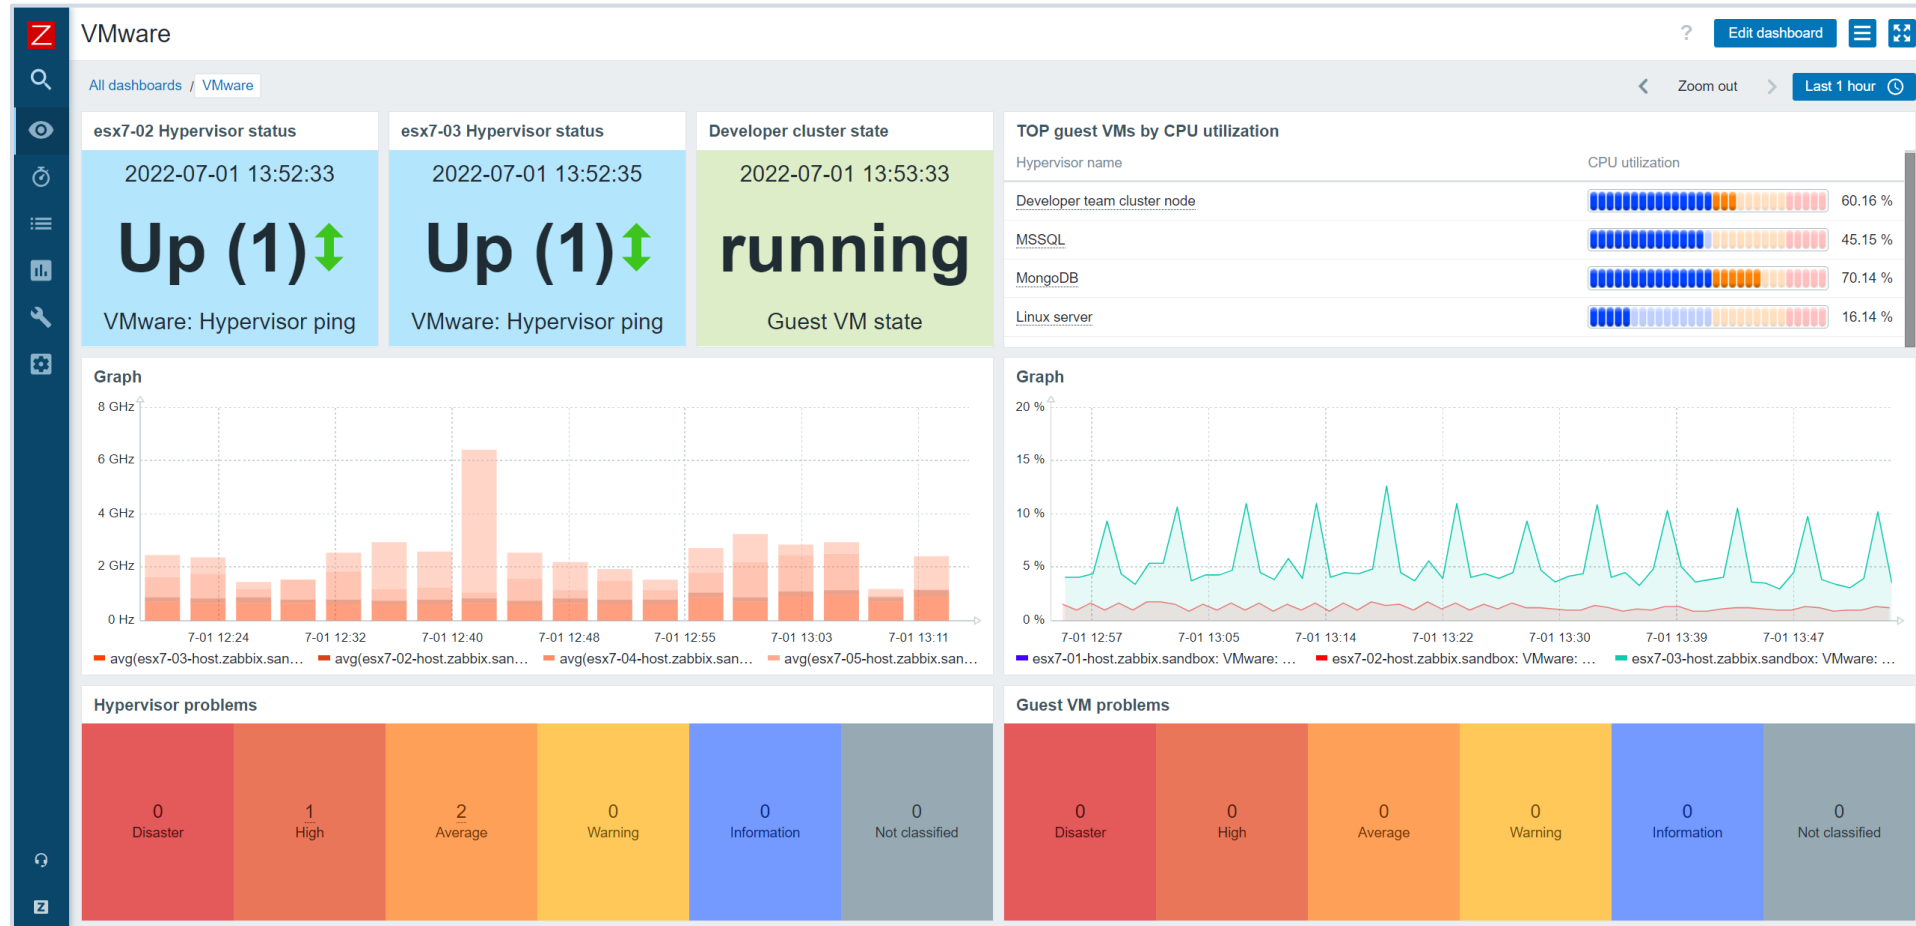 Z
VMware
?
Edit dashboard
All dashboards / VMware
Zoom out
Last 1 hour
esx7-02 Hypervisor status
2022-07-01 13:52:33
Up (1)
VMware: Hypervisor ping
esx7-03 Hypervisor status
2022-07-01 13:52:35
Up (1)
VMware: Hypervisor ping
Developer cluster state
2022-07-01 13:53:33
running
Guest VM state
TOP guest VMs by CPU utilization
Hypervisor name CPU utilization
Developer team cluster node 60.16 %
MSSQL 45.15 %
MongoDB 70.14 %
Linux server 16.14 %
Graph
8 GHz
6 GHz
4 GHz
2 GHz
0 Hz
7-01 12:24 7-01 12:32 7-01 12:40 7-01 12:48 7-01 12:55 7-01 13:03 7-01 13:11
avg(esx7-03-host.zabbix.san... avg(esx7-02-host.zabbix.san... avg(esx7-04-host.zabbix.san... avg(esx7-05-host.zabbix.san...
Graph
20 %
15 %
10 %
5 %
0 %
7-01 12:57 7-01 13:05 7-01 13:14 7-01 13:22 7-01 13:30 7-01 13:39 7-01 13:47
esx7-01-host.zabbix.sandbox: VMware: ... esx7-02-host.zabbix.sandbox: VMware: ... esx7-03-host.zabbix.sandbox: VMware: ...
Hypervisor problems
0 1 2 0 0 0
Disaster High Average Warning Information Not classified
Guest VM problems
0 0 0 0 0 0
Disaster High Average Warning Information Not classified
Z